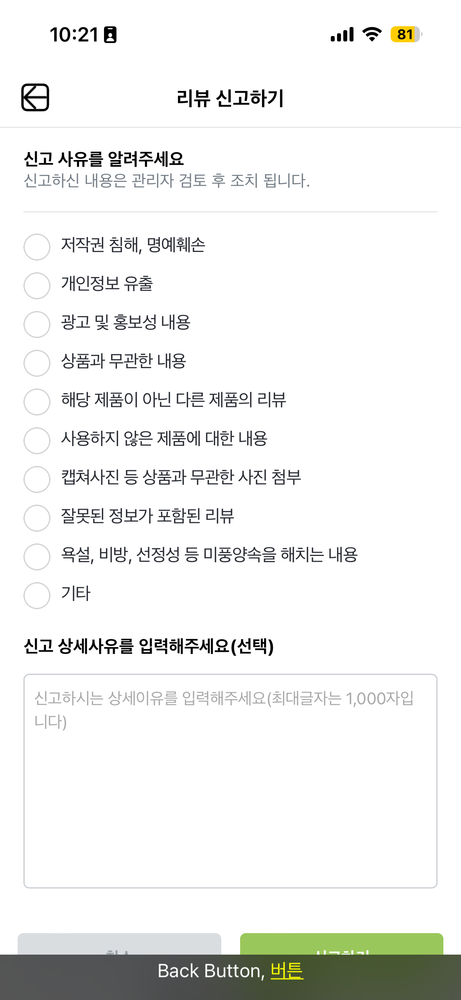 10:21
81
리뷰 신고하기
신고 사유를 알려주세요
신고하신 내용은 관리자 검토 후 조치 됩니다.
저작권 침해, 명예훼손
개인정보 유출
광고 및 홍보성 내용
상품과 무관한 내용
해당 제품이 아닌 다른 제품의 리뷰
사용하지 않은 제품에 대한 내용
캡쳐사진 등 상품과 무관한 사진 첨부
잘못된 정보가 포함된 리뷰
욕설, 비방, 선정성 등 미풍양속을 해치는 내용
기타
신고 상세사유를 입력해주세요(선택)
신고하시는 상세이유를 입력해주세요(최대글자는 1,000자입
니다)
Back Button, 버튼